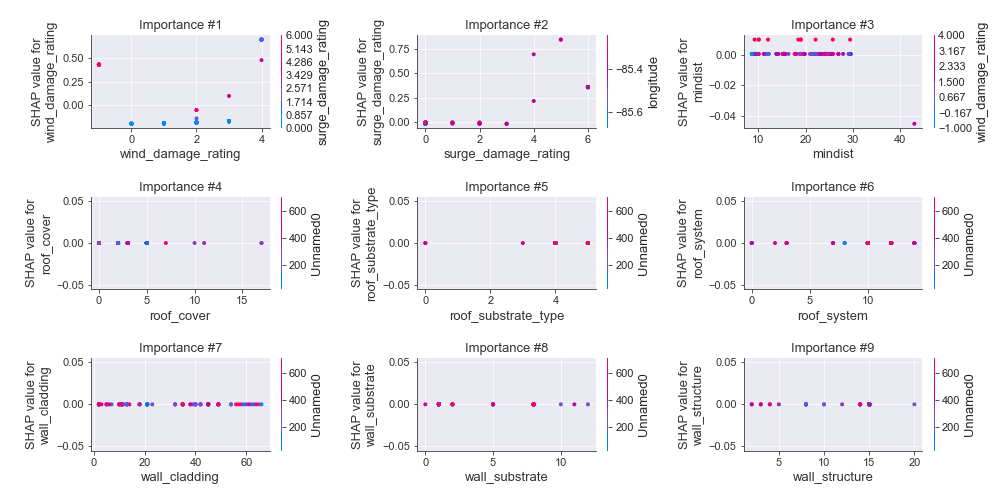 Importance #1
SHAP value for
wind_damage_rating
0.50
0.00
0
2
4
wind_damage_rating
6.000
5.143
4.286
3.429
2.571
1.714
0.857
0.000
surge_damage_rating
Importance #2
SHAP value for
surge_damage_rating
0.75
0.50
0.25
0.00
0
2
4
6
surge_damage_rating
−85.4
−85.6
longitude
Importance #3
SHAP value for
mindist
0.00
−0.02
−0.04
10
20
30
40
mindist
4.000
3.167
2.333
1.500
0.667
-0.167
-1.000
wind_damage_rating
Importance #4
SHAP value for
roof_cover
0.05
0.00
−0.05
0
5
10
15
roof_cover
600
400
200
Unnamed0
Importance #5
SHAP value for
roof_substrate_type
0.05
0.00
−0.05
0
2
4
roof_substrate_type
600
400
200
Unnamed0
Importance #6
SHAP value for
roof_system
0.05
0.00
−0.05
0
10
roof_system
600
400
200
Unnamed0
Importance #7
SHAP value for
wall_cladding
0.05
0.00
−0.05
0
20
40
60
wall_cladding
600
400
200
Unnamed0
Importance #8
SHAP value for
wall_substrate
0.05
0.00
−0.05
0
5
10
wall_substrate
600
400
200
Unnamed0
Importance #9
SHAP value for
wall_structure
0.05
0.00
−0.05
5
10
15
20
wall_structure
600
400
200
Unnamed0